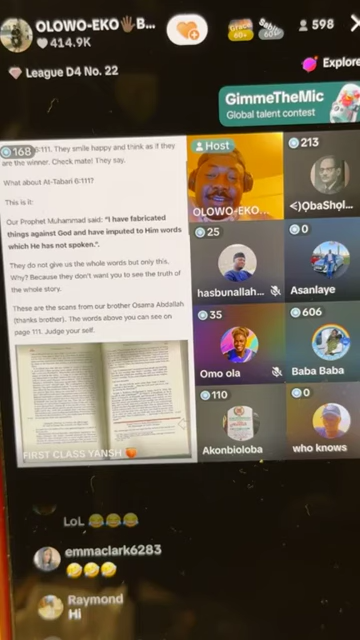 OLOWO-EKO🖐🏿B...
414.9K
598
League D4 No. 22
Explore
GimmeTheMic
Global talent contest
168
6:111. They smile happy and think as if they
are the winner. Check mate! They say.
What about At-Tabari 6:111?
This is it:
Our Prophet Muhammad said: "I have fabricated
things against God and have imputed to Him words
which He has not spoken.".
They do not give us the whole words but only this.
Why? Because they don't want you to see the truth of
the whole story.
These are the scans from our brother Osama Abdallah
(thanks brother). The words above you can see on
page 111. Judge your self.
FIRST CLASS YANSH
Host
OLOWO-EKO...
213
<)ObaShol...
25
hasbunallah...
0
Asanlaye
35
Omo ola
606
Baba Baba
110
Akonbioloba
0
who knows
LoL 😂😂😂
emmaclark6283
🤣🤣🤣
Raymond
Hi